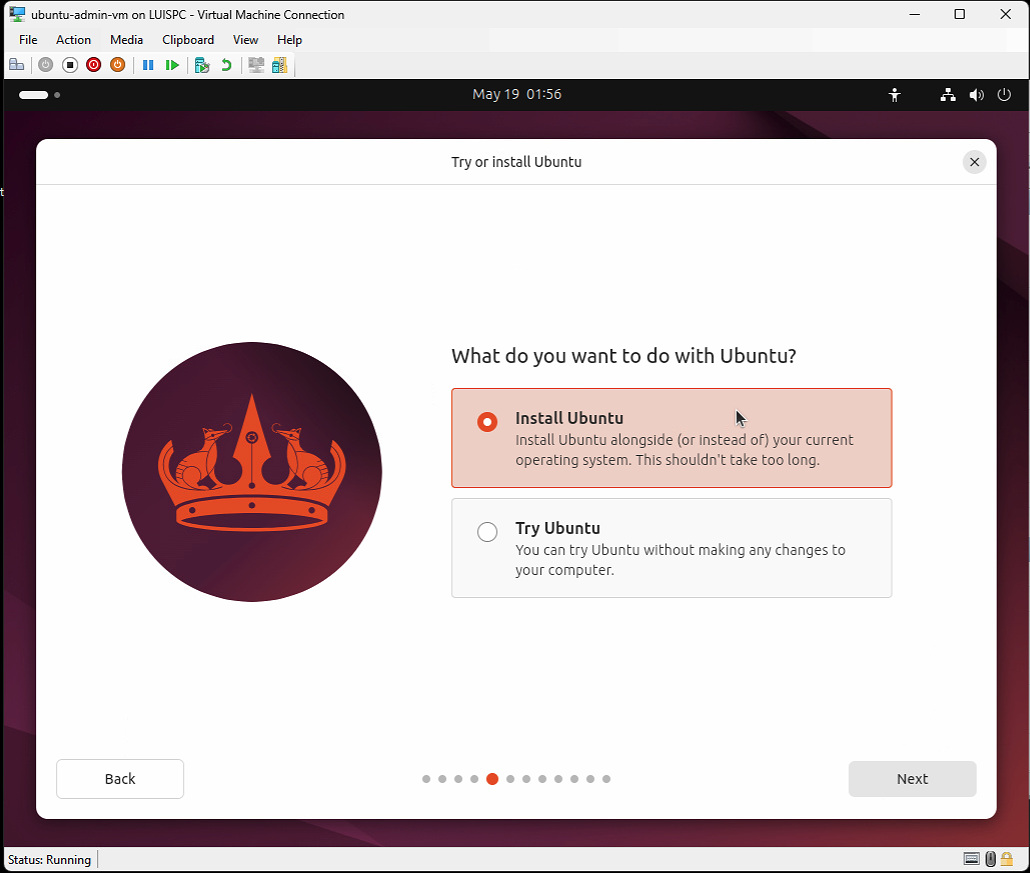 ubuntu-admin-vm on LUISPC - Virtual Machine Connection
File Action Media Clipboard View Help
May 19 01:56
t
Try or install Ubuntu
What do you want to do with Ubuntu?
Install Ubuntu
Install Ubuntu alongside (or instead of) your current
operating system. This shouldn't take too long.
Try Ubuntu
You can try Ubuntu without making any changes to
your computer.
Back
Next
Status: Running